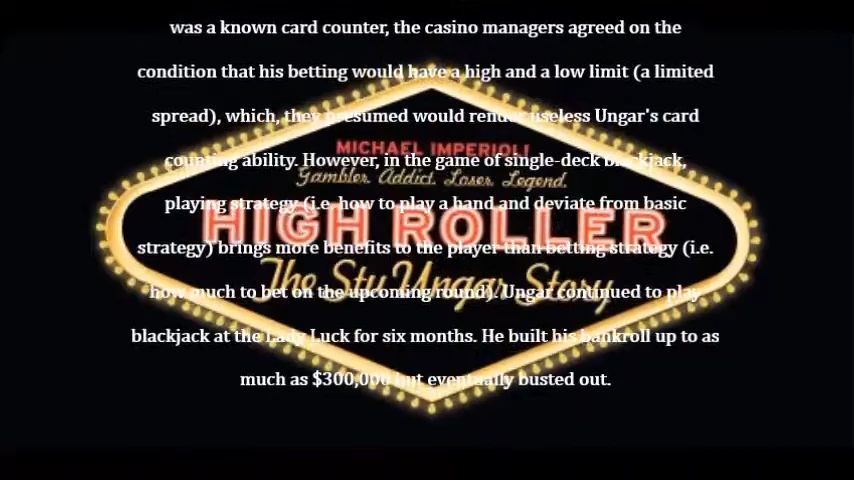 was a known card counter, the casino managers agreed on the
condition that his betting would have a high and a low limit (a limited
spread), which, they presumed would render useless Ungar's card
MICHAEL IMPERIOLI
counting ability. However, in the game of single-deck blackjack,
Gambler. Addict. Loser. Legend.
playing strategy (i.e. how to play a hand and deviate from basic
HIGH ROLLER
strategy) brings more benefits to the player than betting strategy (i.e.
The Stu Ungar Story
how much to bet on the upcoming round). Ungar continued to play
blackjack at the Lady Luck for six months. He built his bankroll up to as
much as $300,000 but eventually busted out.